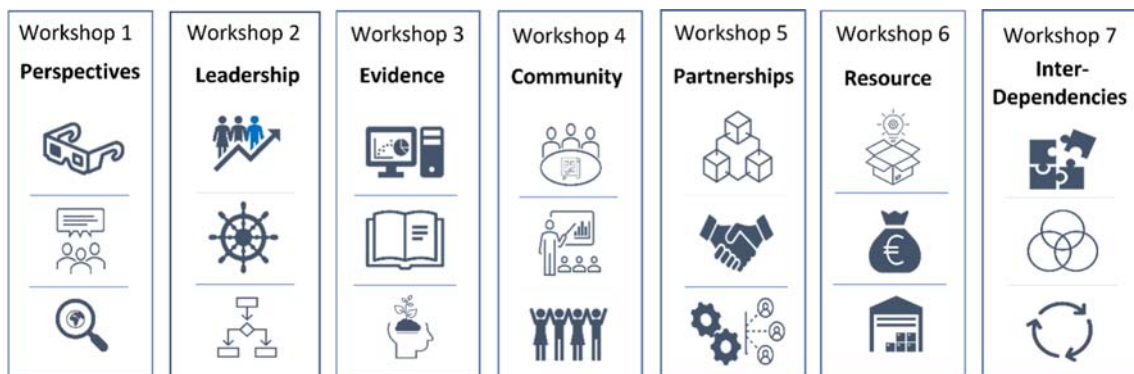 Workshop 1
Perspectives
Workshop 2
Leadership
Workshop 3
Evidence
Workshop 4
Community
Workshop 5
Partnerships
Workshop 6
Resource
Workshop 7
Inter-
Dependencies
€